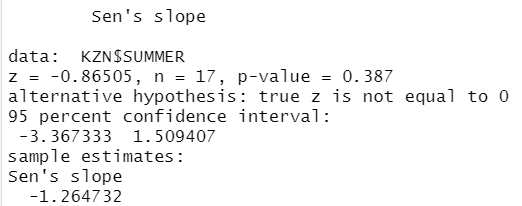 Sen's slope
data: KZN$SUMMER
z = -0.86505, n = 17, p-value = 0.387
alternative hypothesis: true z is not equal to 0
95 percent confidence interval:
-3.367333 1.509407
sample estimates:
Sen's slope
-1.264732